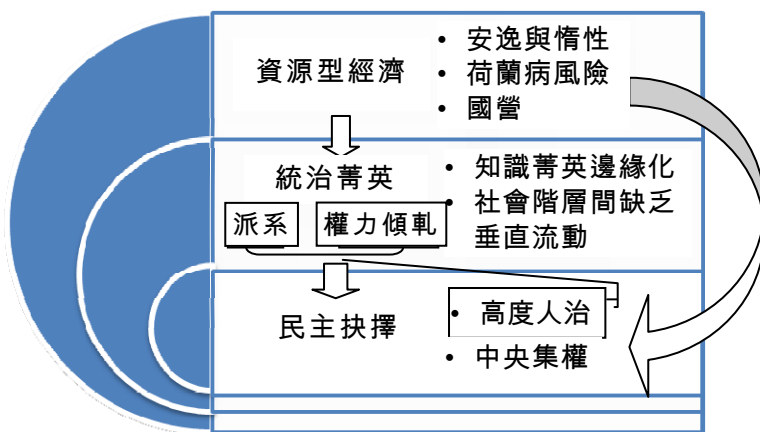 資源型經濟
• 安逸與惰性
• 荷蘭病風險
• 國營
統治菁英
派系
權力傾軋
• 知識菁英邊緣化
• 社會階層間缺乏
垂直流動
民主抉擇
• 高度人治
• 中央集權